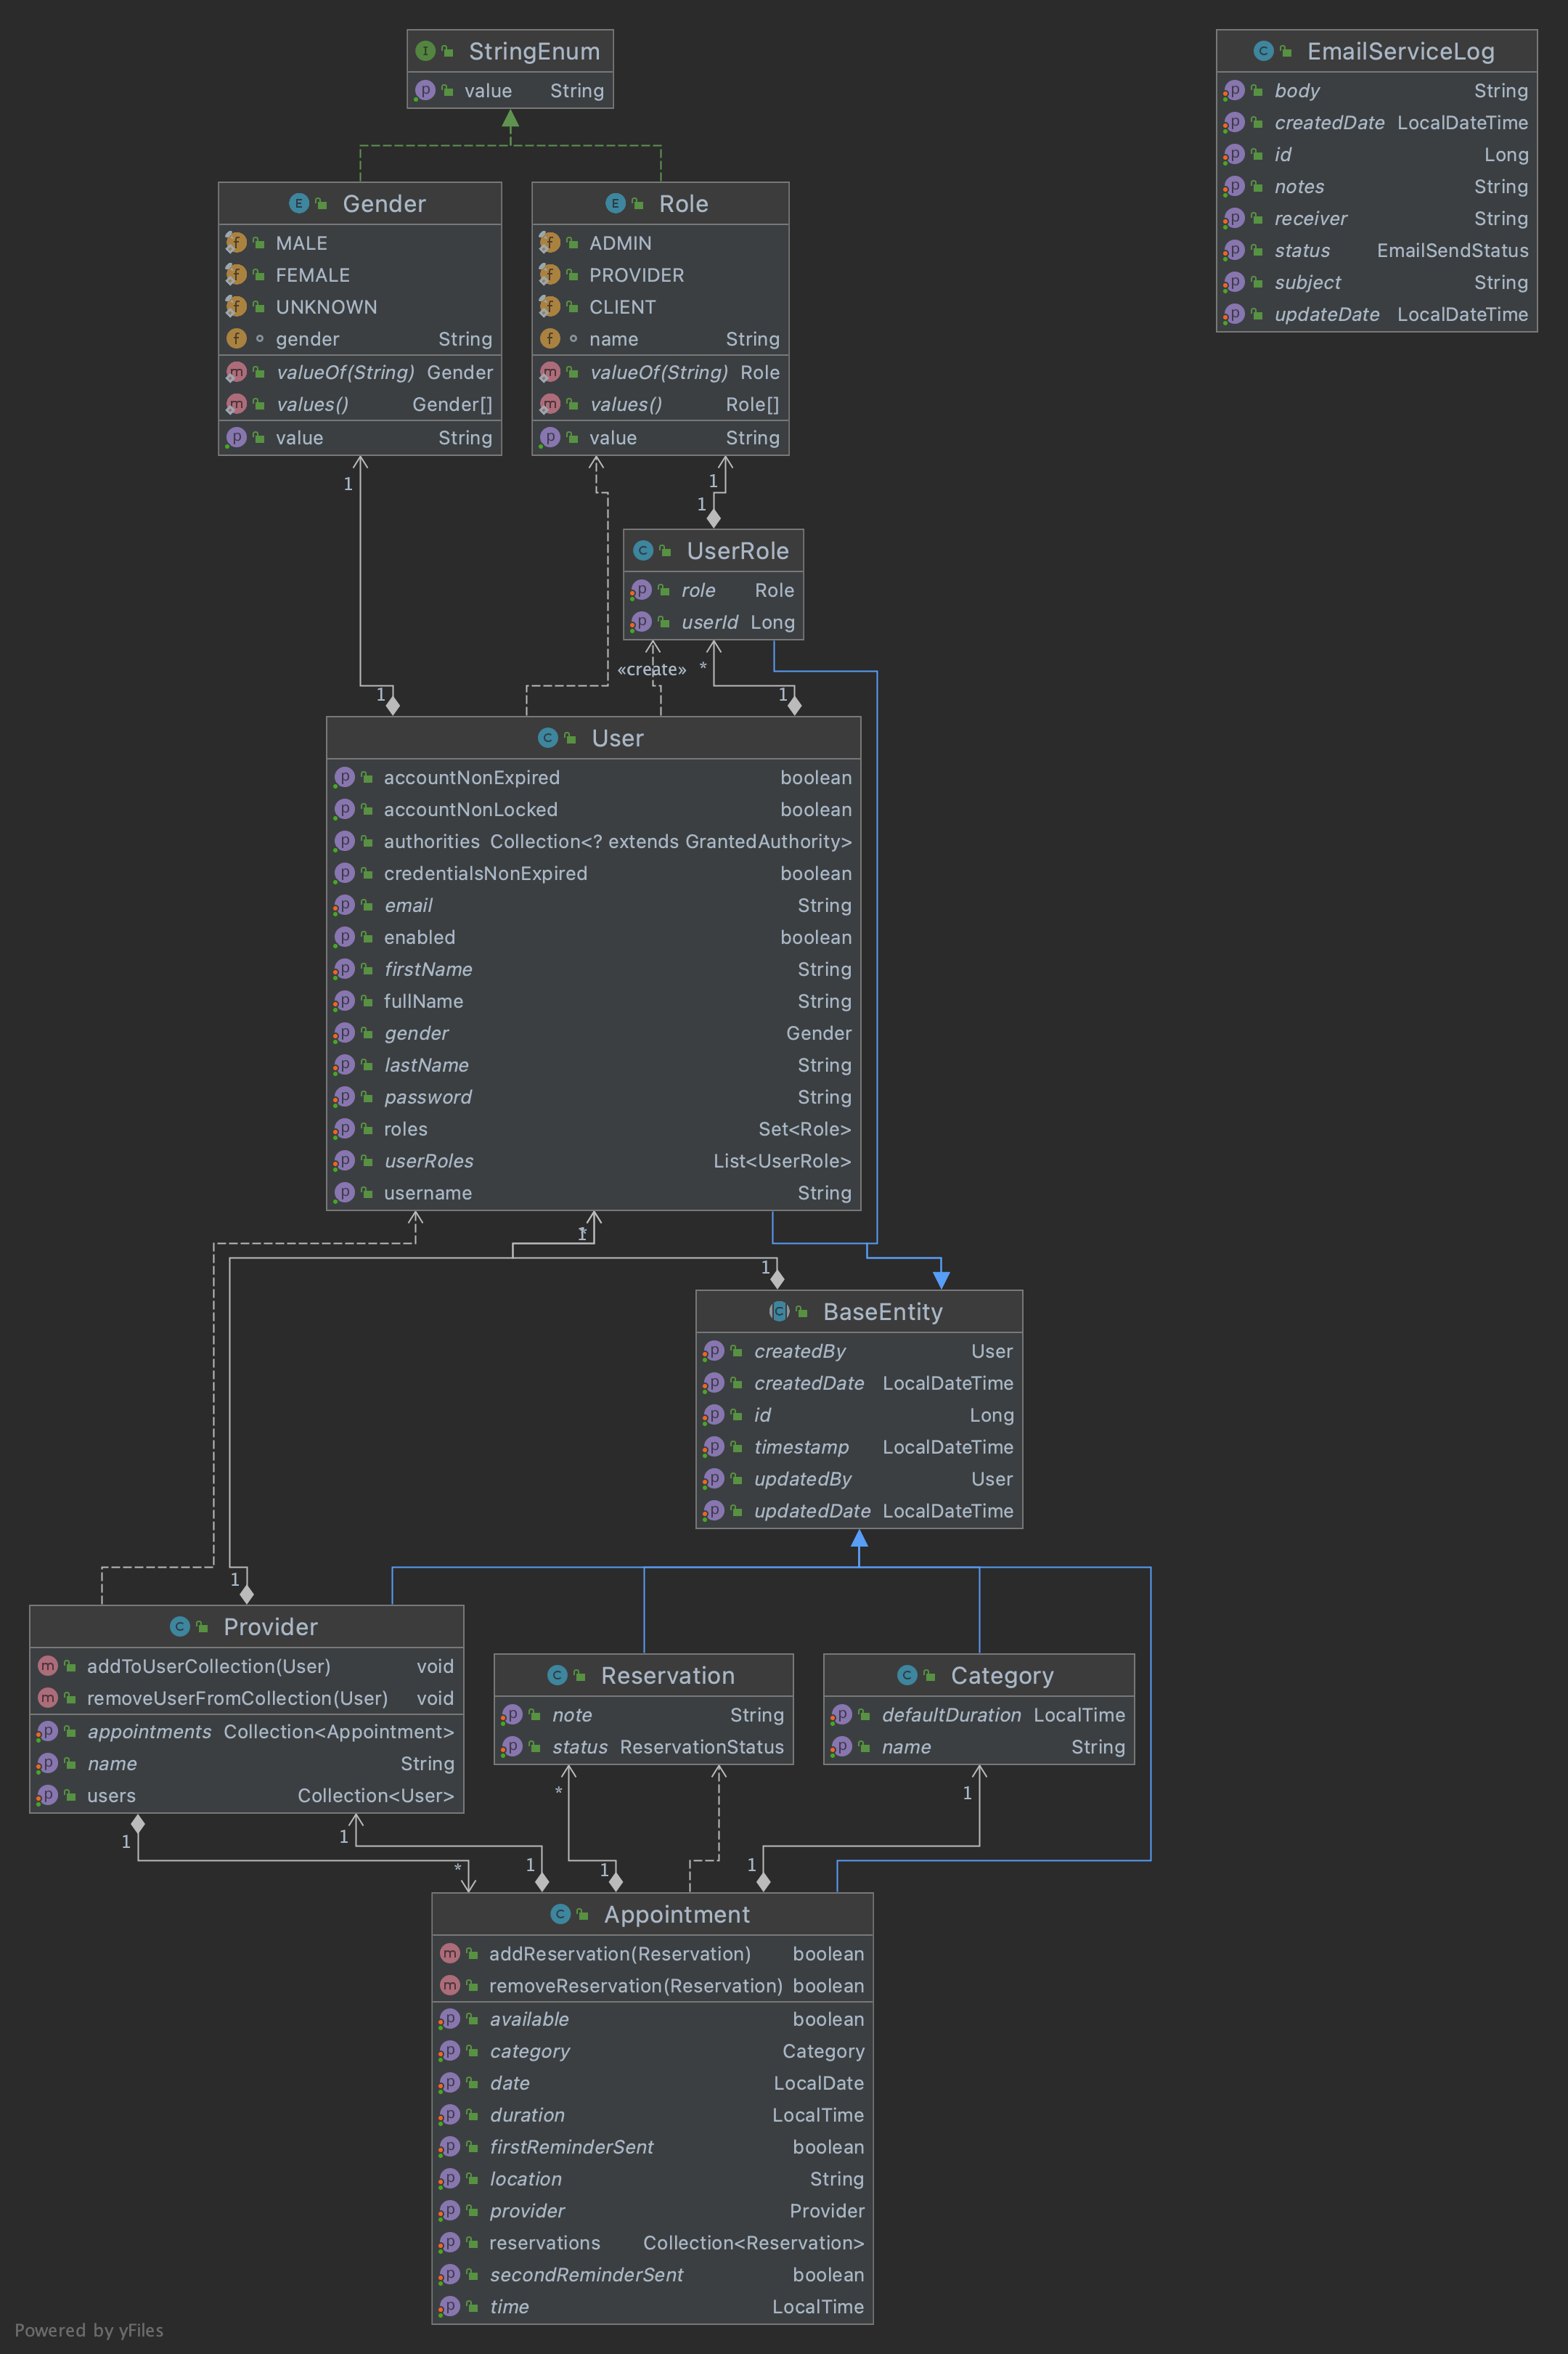 StringEnum
value String
EmailServiceLog
body String
createdDate LocalDateTime
id Long
notes String
receiver String
status EmailSendStatus
subject String
updateDate LocalDateTime
Gender
MALE
FEMALE
UNKNOWN
gender String
valueOf(String) Gender
values() Gender[]
value String
Role
ADMIN
PROVIDER
CLIENT
name String
valueOf(String) Role
values() Role[]
value String
1
1
1
UserRole
role Role
userId Long
«create»
*
1
1
User
accountNonExpired boolean
accountNonLocked boolean
authorities Collection<? extends GrantedAuthority>
credentialsNonExpired boolean
email String
enabled boolean
firstName String
fullName String
gender Gender
lastName String
password String
roles Set<Role>
userRoles List<UserRole>
username String
1
*
1
BaseEntity
createdBy User
createdDate LocalDateTime
id Long
timestamp LocalDateTime
updatedBy User
updatedDate LocalDateTime
1
Provider
addToUserCollection(User) void
removeUserFromCollection(User) void
appointments Collection<Appointment>
name String
users Collection<User>
Reservation
note String
status ReservationStatus
Category
defaultDuration LocalTime
name String
1
1
*
1
*
1
1
1
Appointment
addReservation(Reservation) boolean
removeReservation(Reservation) boolean
available boolean
category Category
date LocalDate
duration LocalTime
firstReminderSent boolean
location String
provider Provider
reservations Collection<Reservation>
secondReminderSent boolean
time LocalTime
Powered by yFiles